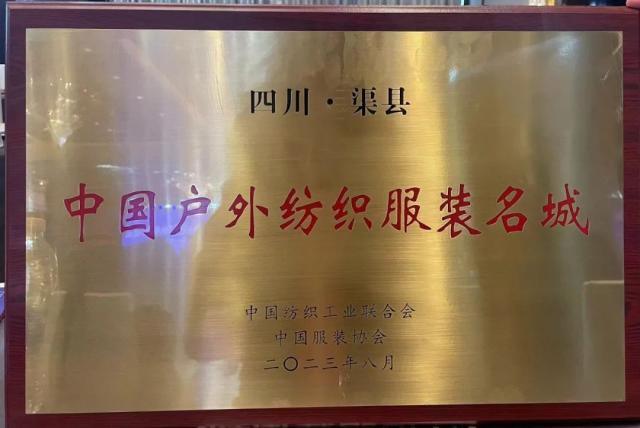 四川·渠县
中国户外纺织服装名城
中国纺织工业联合会
中国服装协会
二〇二三年八月